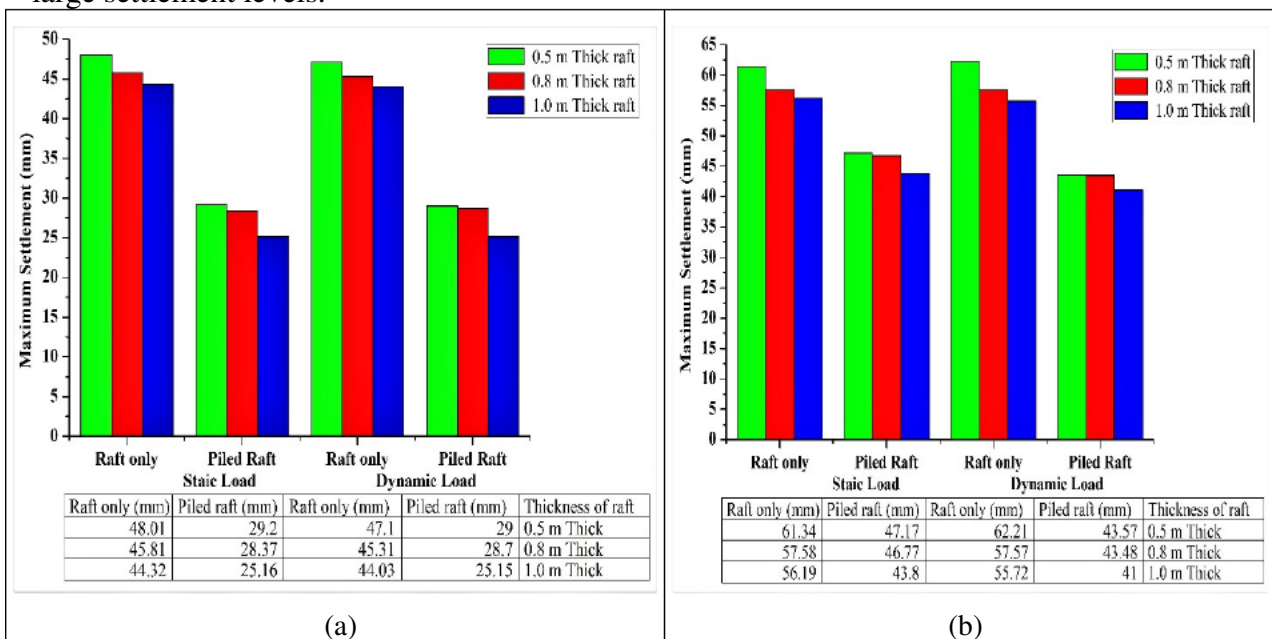 large settlement levels.
50
45
40
35
30
25
20
15
10
5
0
Maximum Settlement (mm)
0.5 m Thick raft
0.8 m Thick raft
1.0 m Thick raft
Raft only Piled Raft Raft only Piled Raft
Staic Load Dynamic Load
Raft only (mm) Piled raft (mm) Raft only (mm) Piled raft (mm) Thickness of raft
48.01 29.2 47.1 29 0.5 m Thick
45.81 28.37 45.31 28.7 0.8 m Thick
44.32 25.16 44.03 25.15 1.0 m Thick
(a)
65
60
55
50
45
40
35
30
25
20
15
10
5
0
Maximum Settlement (mm)
0.5 m Thick raft
0.8 m Thick raft
1.0 m Thick raft
Raft only Piled Raft Raft only Piled Raft
Static Load Dynamic Load
Raft only (mm) Piled raft (mm) Raft only (mm) Piled raft (mm) Thickness of raft
61.34 47.17 62.21 43.57 0.5 m Thick
57.58 46.77 57.57 43.48 0.8 m Thick
56.19 43.8 55.72 41 1.0 m Thick
(b)